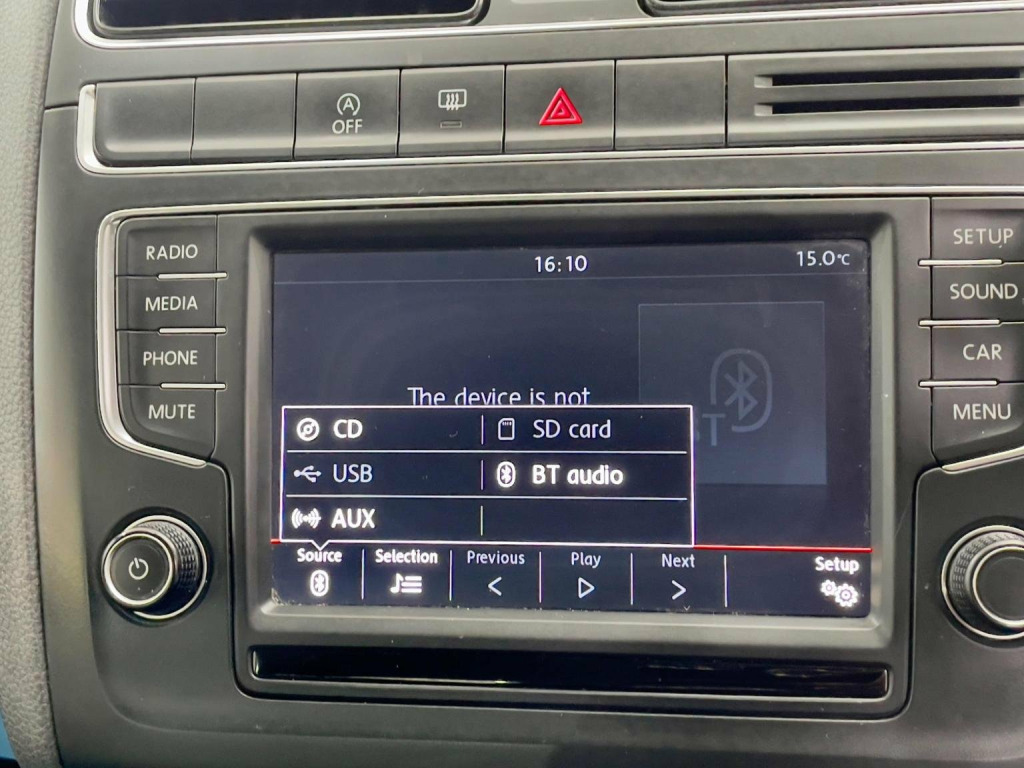 A
OFF
RADIO
MEDIA
PHONE
MUTE
16:10
15.0°C
The device is not
BT
CD
SD card
USB
BT audio
AUX
Source
Selection
Previous
Play
Next
Setup
SETUP
SOUND
CAR
MENU